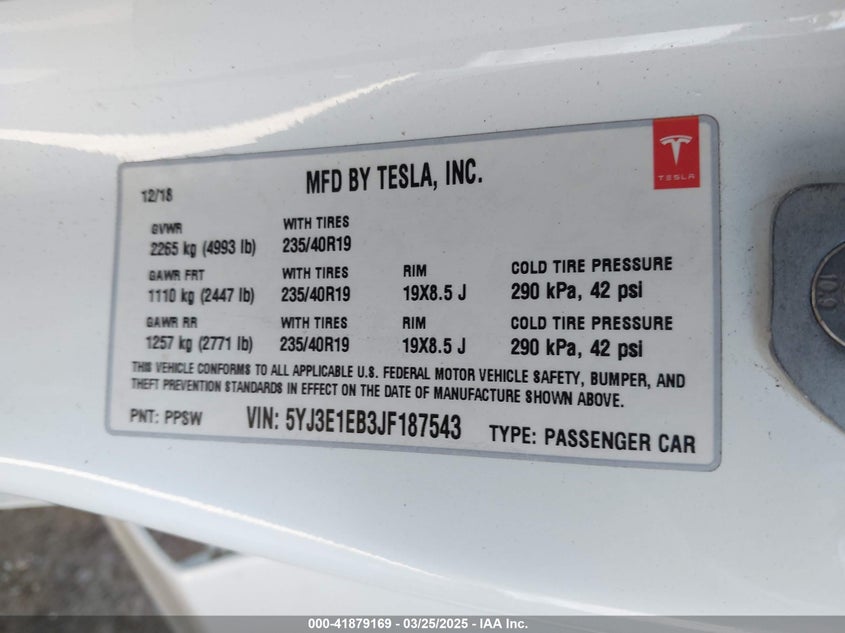 MFD BY TESLA, INC.
TESLA
12/18
GVWR
2265 kg (4993 lb)
WITH TIRES
235/40R19
GAWR FRT
1110 kg (2447 lb)
WITH TIRES
235/40R19
RIM
19X8.5 J
COLD TIRE PRESSURE
290 kPa, 42 psi
GAWR RR
1257 kg (2771 lb)
WITH TIRES
235/40R19
RIM
19X8.5 J
COLD TIRE PRESSURE
290 kPa, 42 psi
THIS VEHICLE CONFORMS TO ALL APPLICABLE U.S. FEDERAL MOTOR VEHICLE SAFETY, BUMPER, AND
THEFT PREVENTION STANDARDS IN EFFECT ON THE DATE OF MANUFACTURE SHOWN ABOVE.
PNT: PPSW
VIN: 5YJ3E1EB3JF187543
TYPE: PASSENGER CAR
10.9
000-41879169 - 03/25/2025 - IAA Inc.